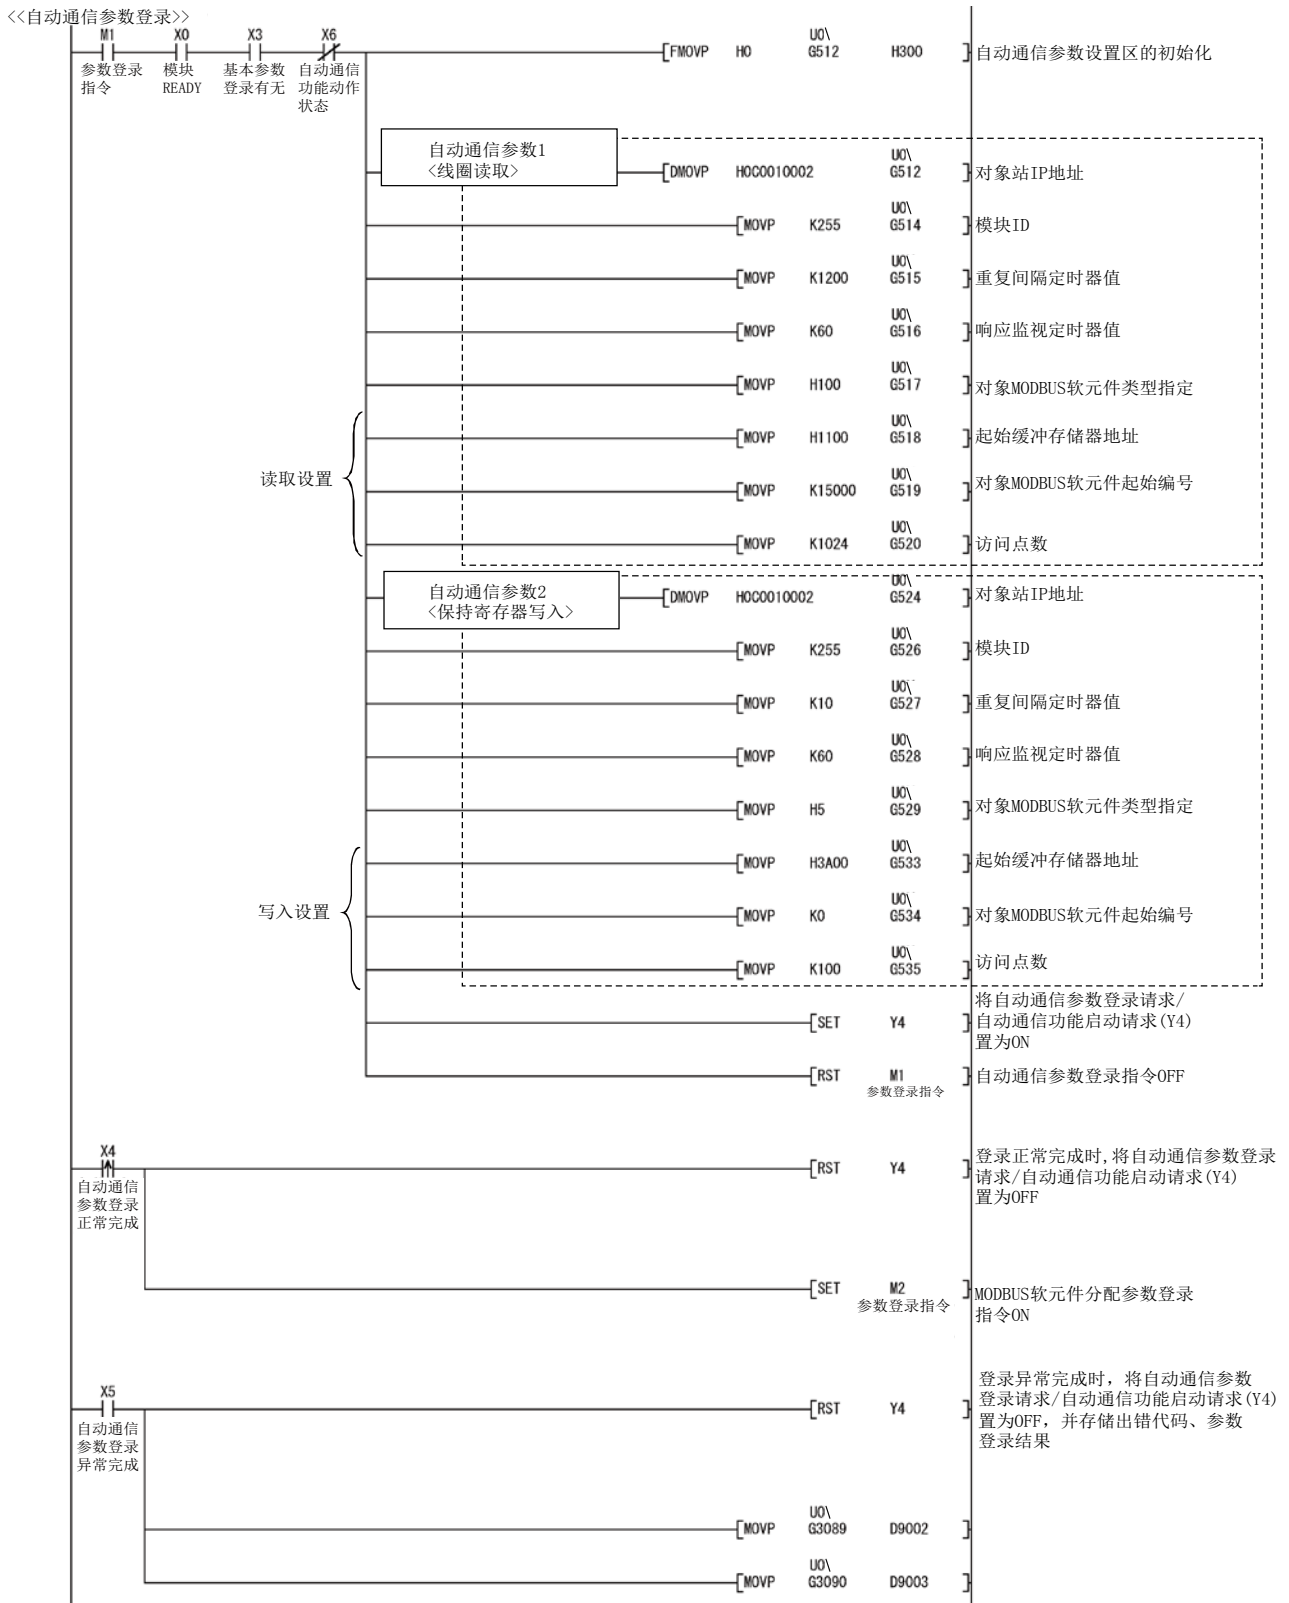 <<自动通信参数登录>>
M1 X0 X3 X6
参数登录 模块 基本参数 自动通信
指令 READY 登录有无 功能动作
状态
FMOVP H0 U0\ G512 H300 自动通信参数设置区的初始化
自动通信参数1
<线圈读取>
DMOVP H0C0010002 U0\ G512 对象站IP地址
MOVP K255 U0\ G514 模块ID
MOVP K1200 U0\ G515 重复间隔定时器值
MOVP K60 U0\ G516 响应监视定时器值
MOVP H100 U0\ G517 对象MODBUS软元件类型指定
读取设置
MOVP H1100 U0\ G518 起始缓冲存储器地址
MOVP K15000 U0\ G519 对象MODBUS软元件起始编号
MOVP K1024 U0\ G520 访问点数
自动通信参数2
<保持寄存器写入>
DMOVP H0C0010002 U0\ G524 对象站IP地址
MOVP K255 U0\ G526 模块ID
MOVP K10 U0\ G527 重复间隔定时器值
MOVP K60 U0\ G528 响应监视定时器值
MOVP H5 U0\ G529 对象MODBUS软元件类型指定
写入设置
MOVP H3A00 U0\ G533 起始缓冲存储器地址
MOVP K0 U0\ G534 对象MODBUS软元件起始编号
MOVP K100 U0\ G535 访问点数
SET Y4
将自动通信参数登录请求/
自动通信功能启动请求(Y4)
置为ON
RST M1 自动通信参数登录指令OFF
参数登录指令
X4
自动通信
参数登录
正常完成
RST Y4
登录正常完成时,将自动通信参数登录
请求/自动通信功能启动请求(Y4)
置为OFF
SET M2
参数登录指令
MODBUS软元件分配参数登录
指令ON
X5
自动通信
参数登录
异常完成
RST Y4
登录异常完成时，将自动通信参数
登录请求/自动通信功能启动请求(Y4)
置为OFF，并存储出错代码、参数
登录结果
MOVP U0\ G3089 D9002
MOVP U0\ G3090 D9003